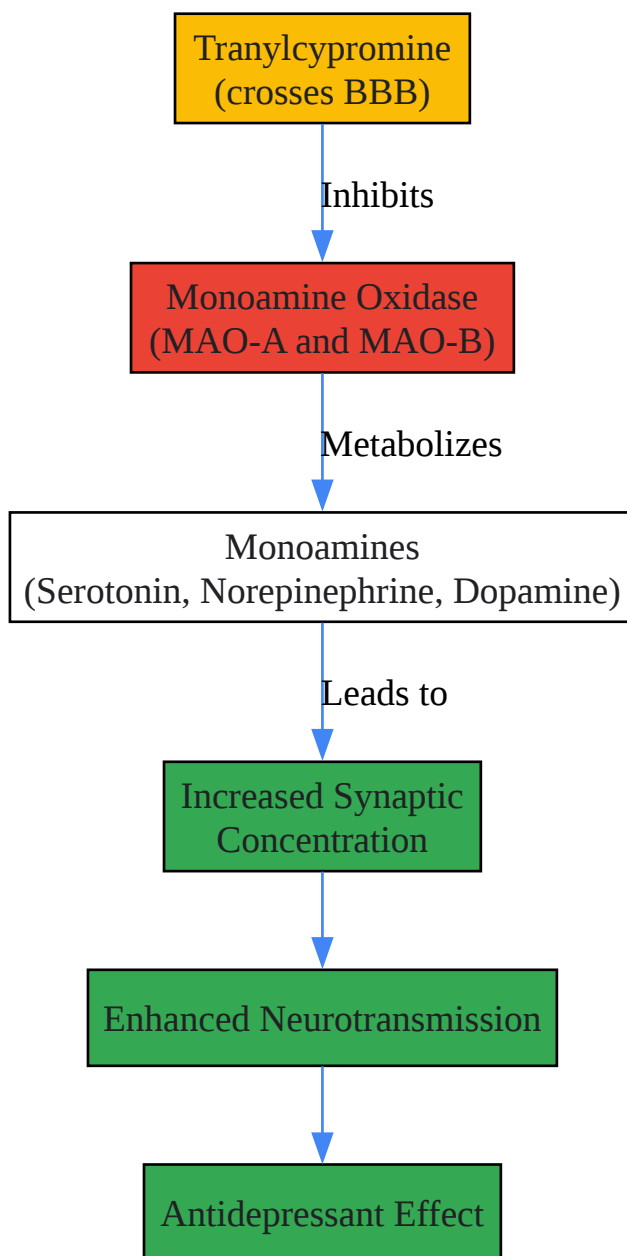 Tranylcypromine
(crosses BBB)
Inhibits
Monoamine Oxidase
(MAO-A and MAO-B)
Metabolizes
Monoamines
(Serotonin, Norepinephrine, Dopamine)
Leads to
Increased Synaptic
Concentration
Enhanced Neurotransmission
Antidepressant Effect